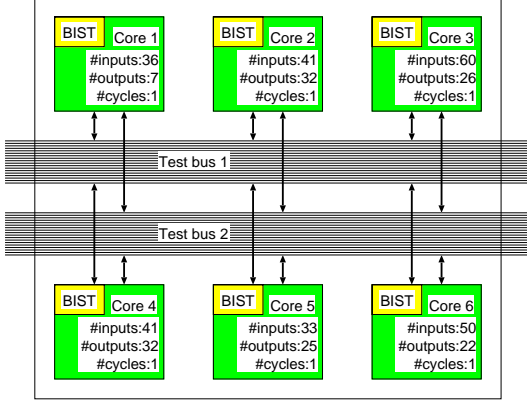 BIST Core 1
#inputs:36
#outputs:7
#cycles:1
BIST Core 2
#inputs:41
#outputs:32
#cycles:1
BIST Core 3
#inputs:60
#outputs:26
#cycles:1
Test bus 1
Test bus 2
BIST Core 4
#inputs:41
#outputs:32
#cycles:1
BIST Core 5
#inputs:33
#outputs:25
#cycles:1
BIST Core 6
#inputs:50
#outputs:22
#cycles:1